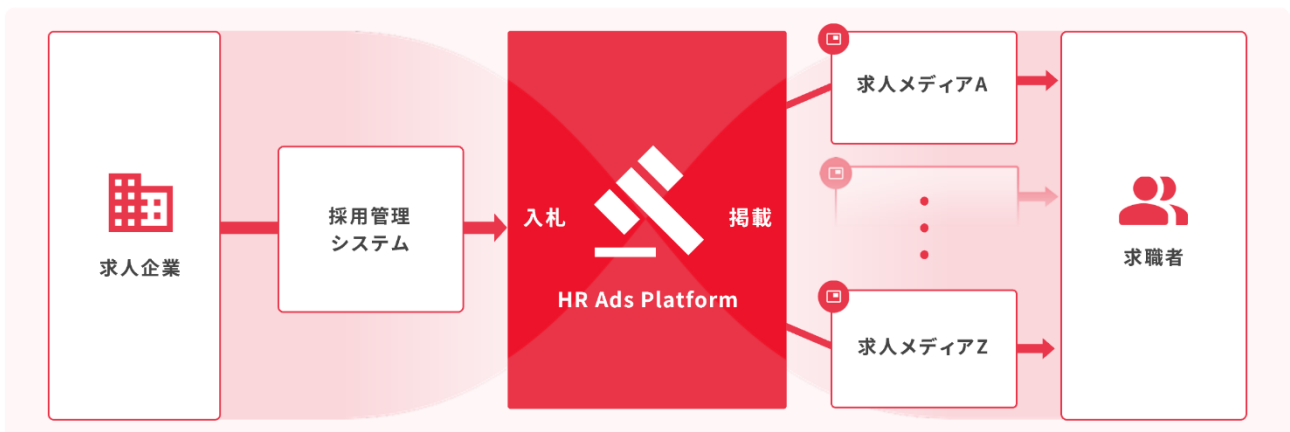 求人企業
採用管理
システム
入札
掲載
HR Ads Platform
求人メディアA
求人メディアZ
求職者